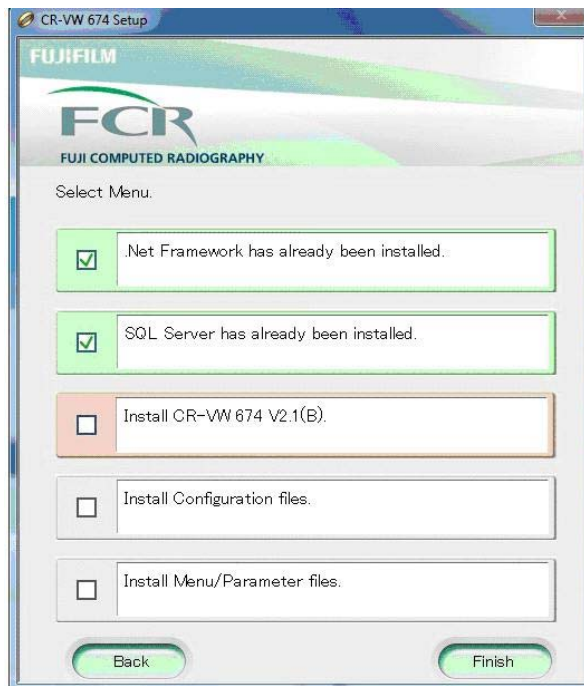 CR-VW 674 Setup
FUJIFILM
FCR
FUJI COMPUTED RADIOGRAPHY
Select Menu.
.Net Framework has already been installed.
SQL Server has already been installed.
Install CR-VW 674 V2.1(B).
Install Configuration files.
Install Menu/Parameter files.
Back
Finish